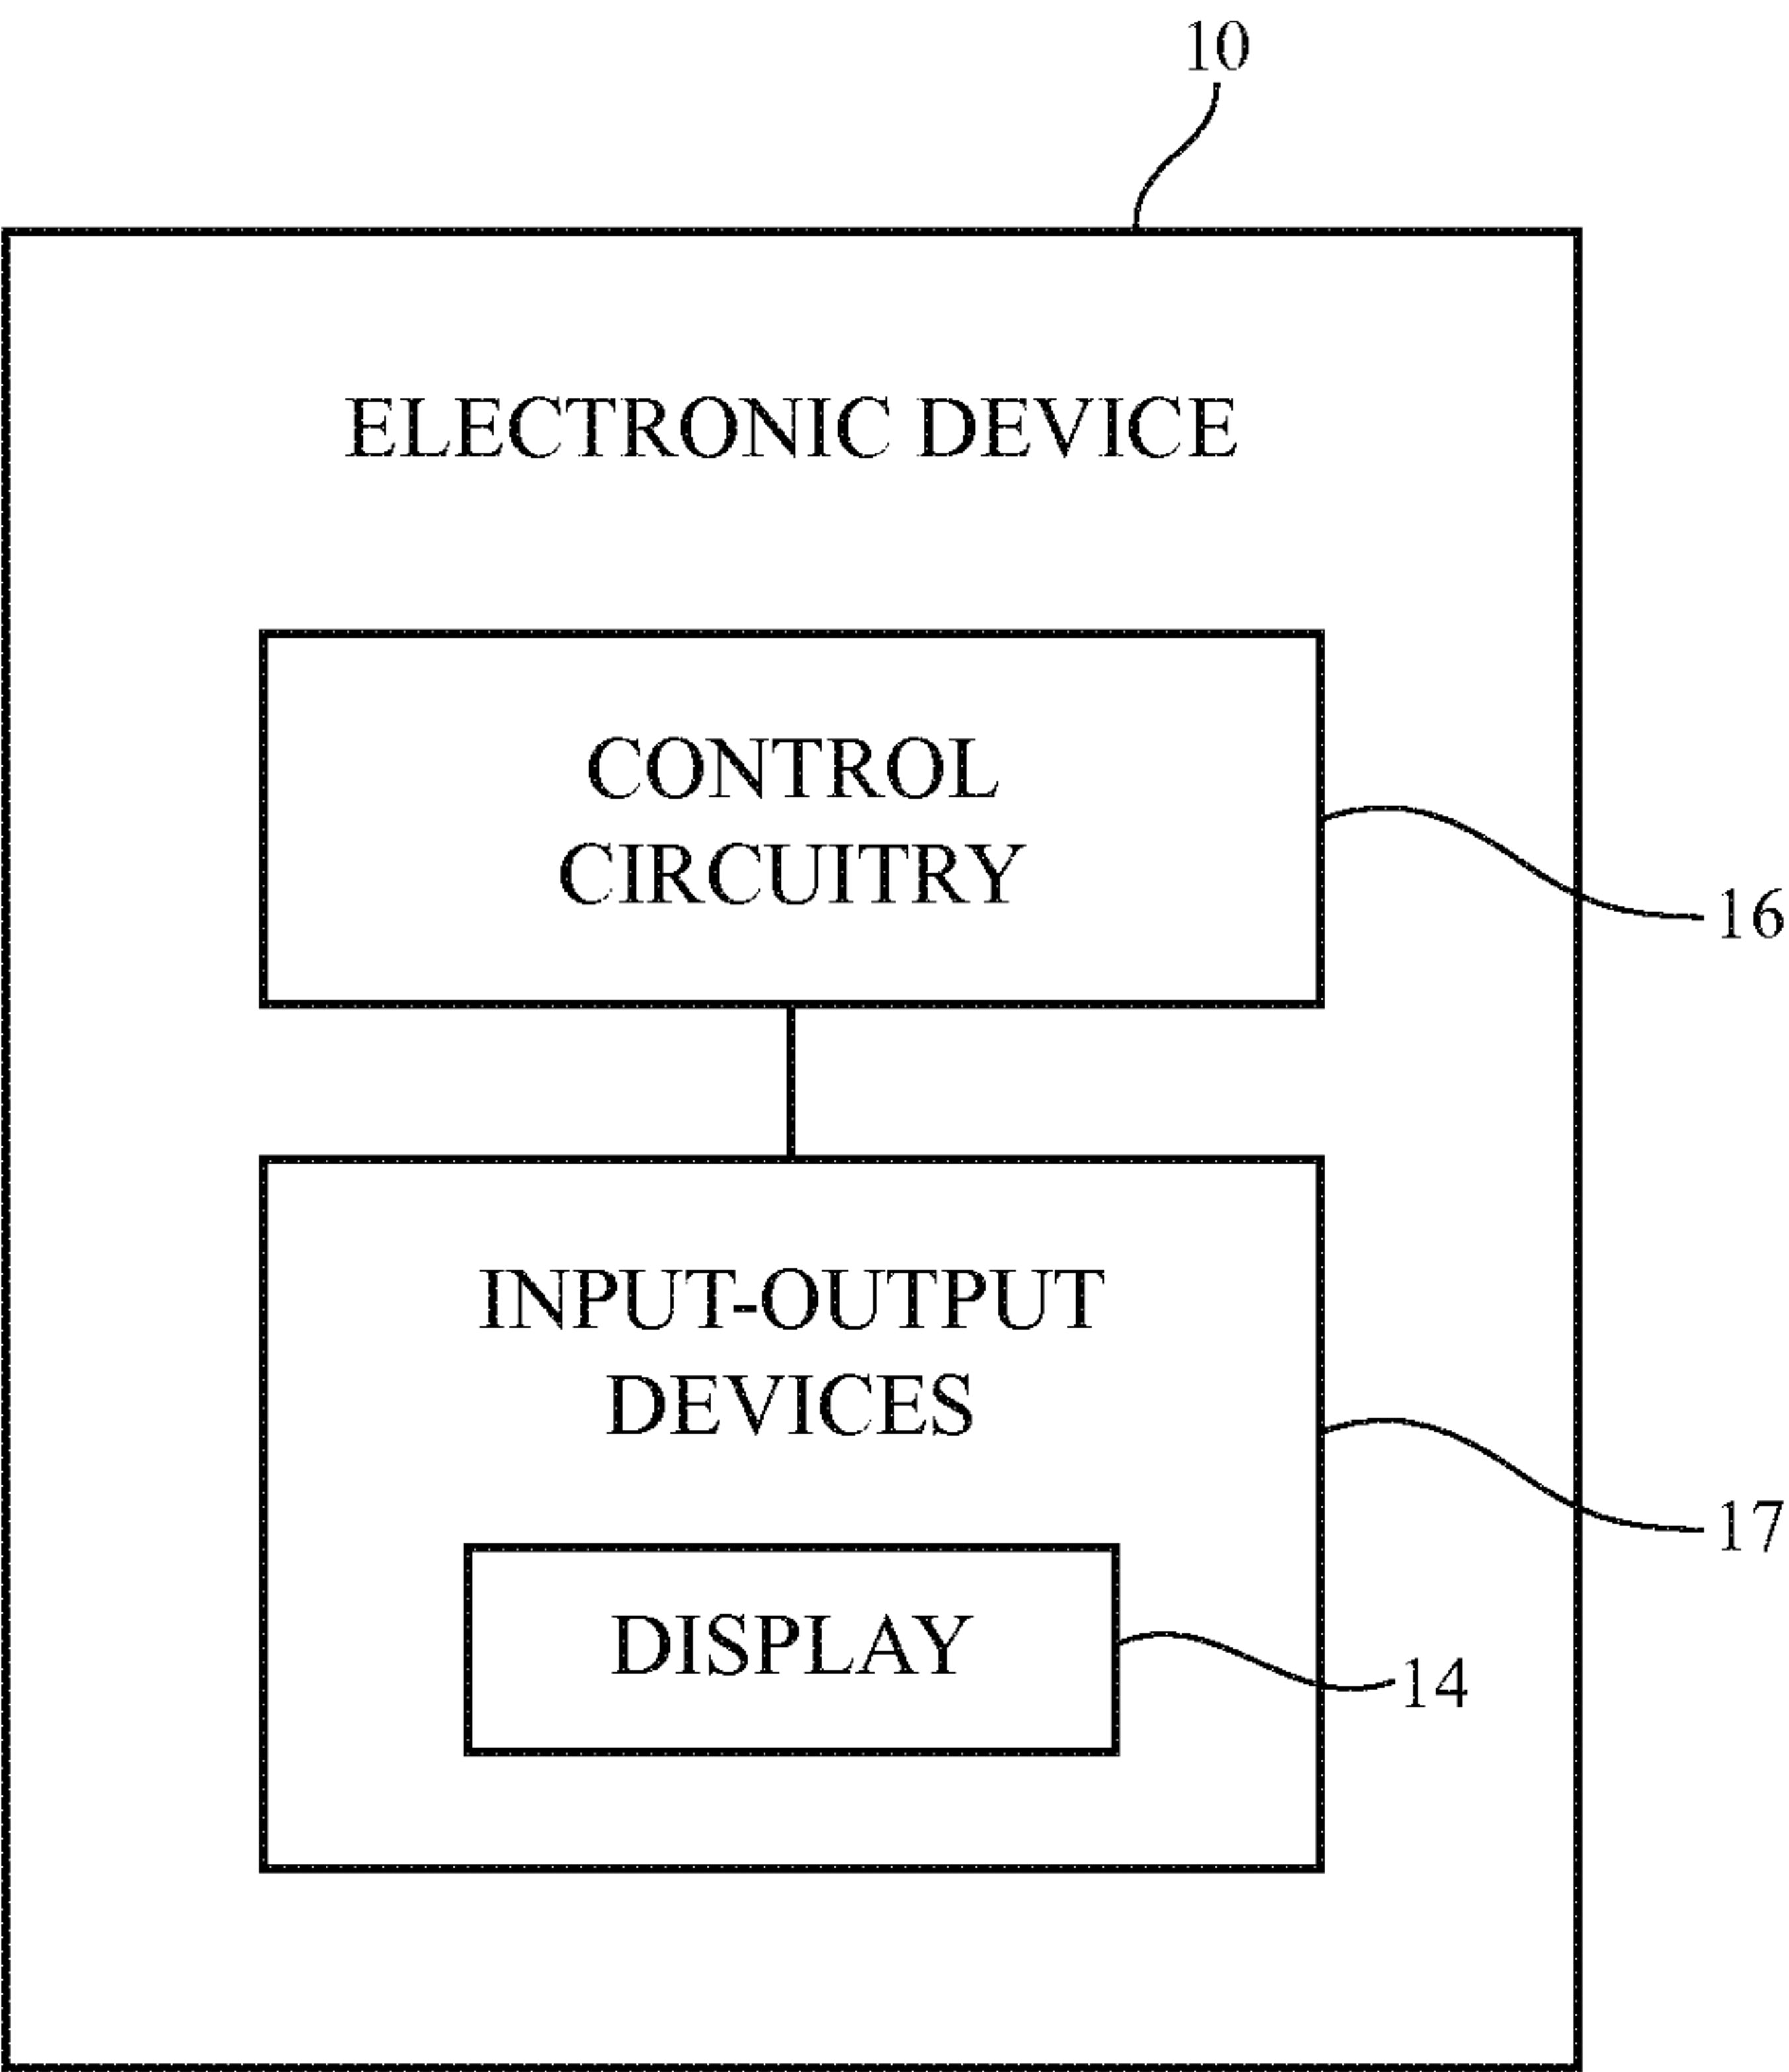 10
ELECTRONIC DEVICE
CONTROL
CIRCUITRY
16
INPUT-OUTPUT
DEVICES
17
DISPLAY
14